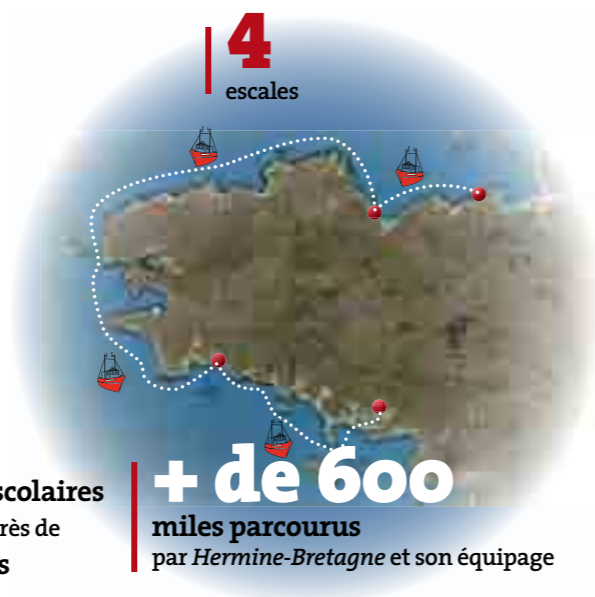 4
escales
scolaires
rès de
s
+ de 600
miles parcourus
par Hermine-Bretagne et son équipage